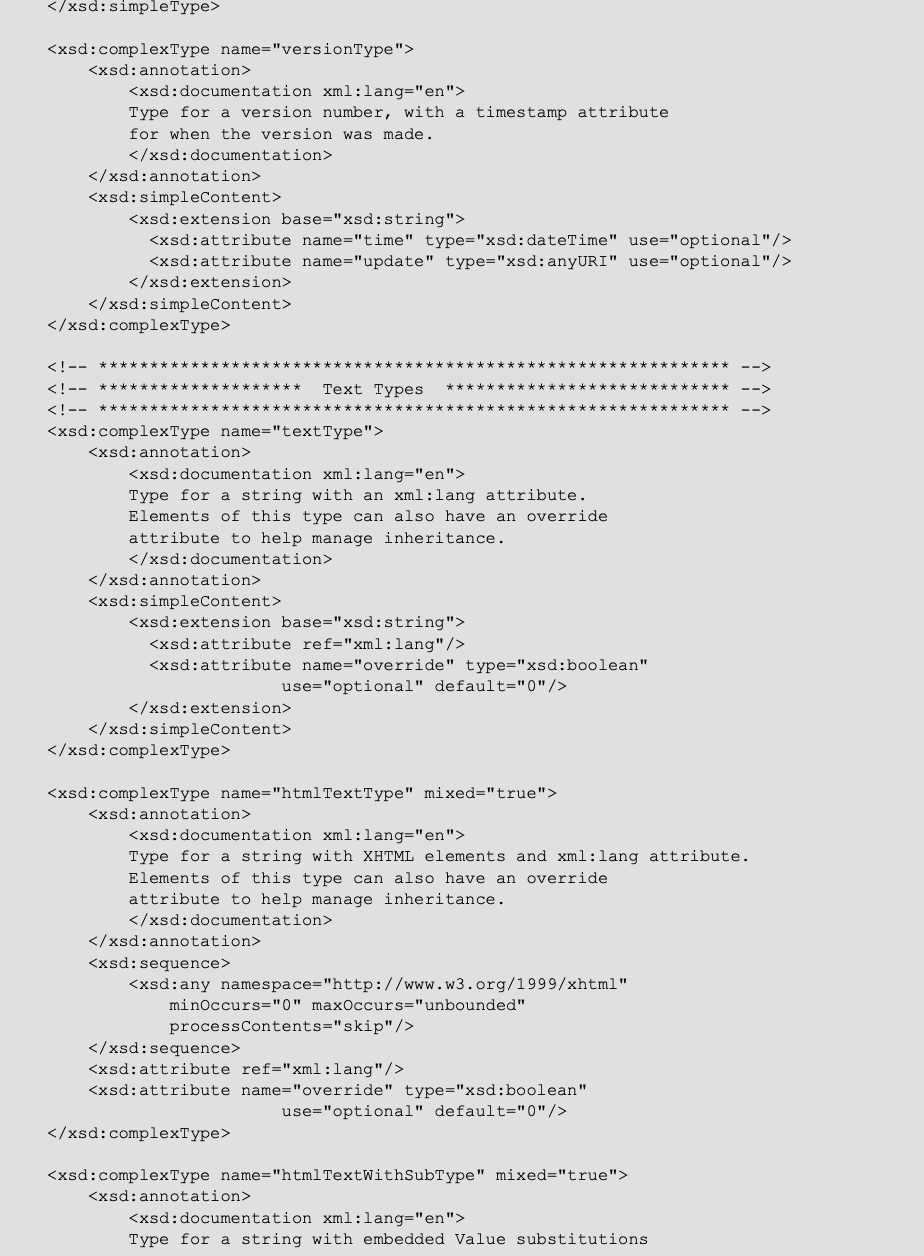 </xsd:simpleType>
<xsd:complexType name="versionType">
<xsd:annotation>
<xsd:documentation xml:lang="en">
Type for a version number, with a timestamp attribute
for when the version was made.
</xsd:documentation>
</xsd:annotation>
<xsd:simpleContent>
<xsd:extension base="xsd:string">
<xsd:attribute name="time" type="xsd:dateTime" use="optional"/>
<xsd:attribute name="update" type="xsd:anyURI" use="optional"/>
</xsd:extension>
</xsd:simpleContent>
</xsd:complexType>
<!-- ************************************************************** -->
<!-- ********************  Text Types  **************************** -->
<!-- ************************************************************** -->
<xsd:complexType name="textType">
<xsd:annotation>
<xsd:documentation xml:lang="en">
Type for a string with an xml:lang attribute.
Elements of this type can also have an override
attribute to help manage inheritance.
</xsd:documentation>
</xsd:annotation>
<xsd:simpleContent>
<xsd:extension base="xsd:string">
<xsd:attribute ref="xml:lang"/>
<xsd:attribute name="override" type="xsd:boolean"
use="optional" default="0"/>
</xsd:extension>
</xsd:simpleContent>
</xsd:complexType>
<xsd:complexType name="htmlTextType" mixed="true">
<xsd:annotation>
<xsd:documentation xml:lang="en">
Type for a string with XHTML elements and xml:lang attribute.
Elements of this type can also have an override
attribute to help manage inheritance.
</xsd:documentation>
</xsd:annotation>
<xsd:sequence>
<xsd:any namespace="http://www.w3.org/1999/xhtml"
minOccurs="0" maxOccurs="unbounded"
processContents="skip"/>
</xsd:sequence>
<xsd:attribute ref="xml:lang"/>
<xsd:attribute name="override" type="xsd:boolean"
use="optional" default="0"/>
</xsd:complexType>
<xsd:complexType name="htmlTextWithSubType" mixed="true">
<xsd:annotation>
<xsd:documentation xml:lang="en">
Type for a string with embedded Value substitutions